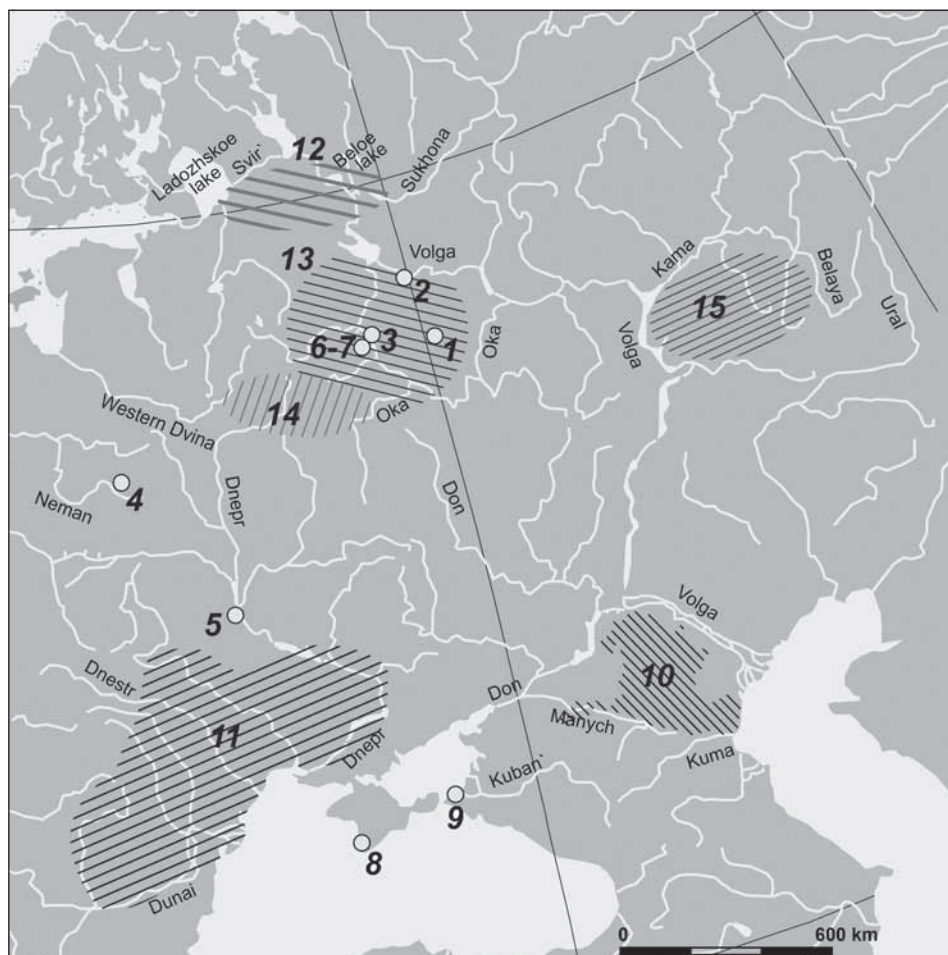 12
Ladozhskoe
lake
Svir'
Beloe
lake
Sukhona
13
Volga
2
Kama
Belaya
15
Ural
Volga
3
6-7
1
Oka
14
Oka
Western Dvina
4
Neman
Dnepr
Don
5
Volga
Dnestr
10
Don
11
Manych
Dnepr
Kuma
Kuban'
9
8
Dunai
0
600 km